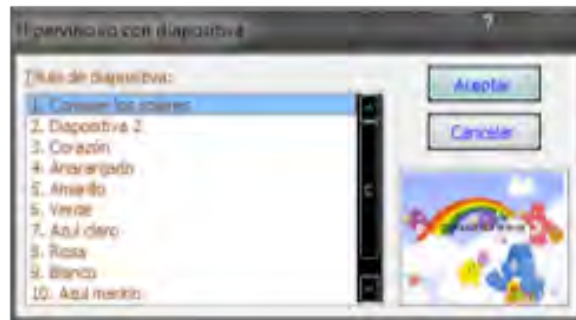 Hipervínculo con diapositiva
?
Título de diapositiva:
1. Conocer los colores
2. Diapositiva 2
3. Corazón
4. Anaranjado
5. Amarillo
6. Verde
7. Azul claro
8. Rosa
9. Blanco
10. Azul marino
Aceptar
Cancelar